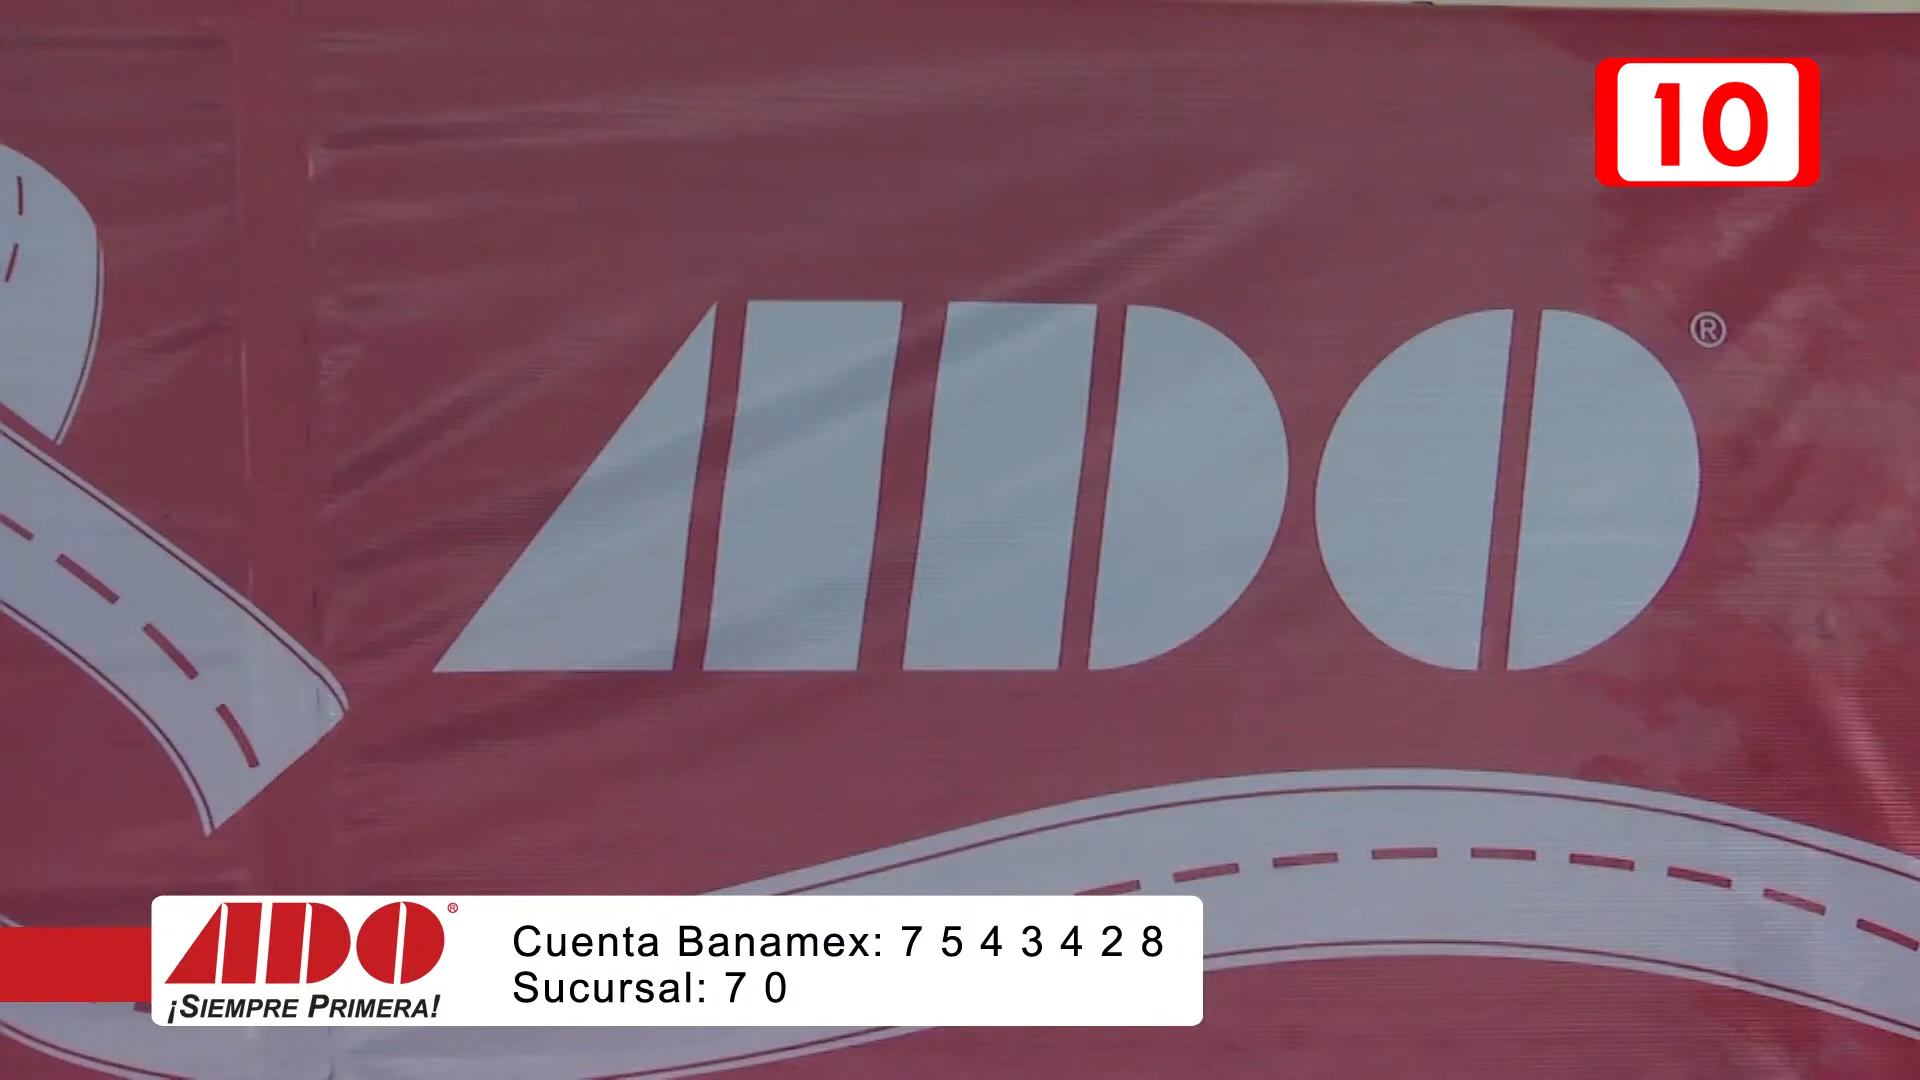 10
ADO®
ADO®
¡SIEMPRE PRIMERA!
Cuenta Banamex: 7 5 4 3 4 2 8
Sucursal: 7 0